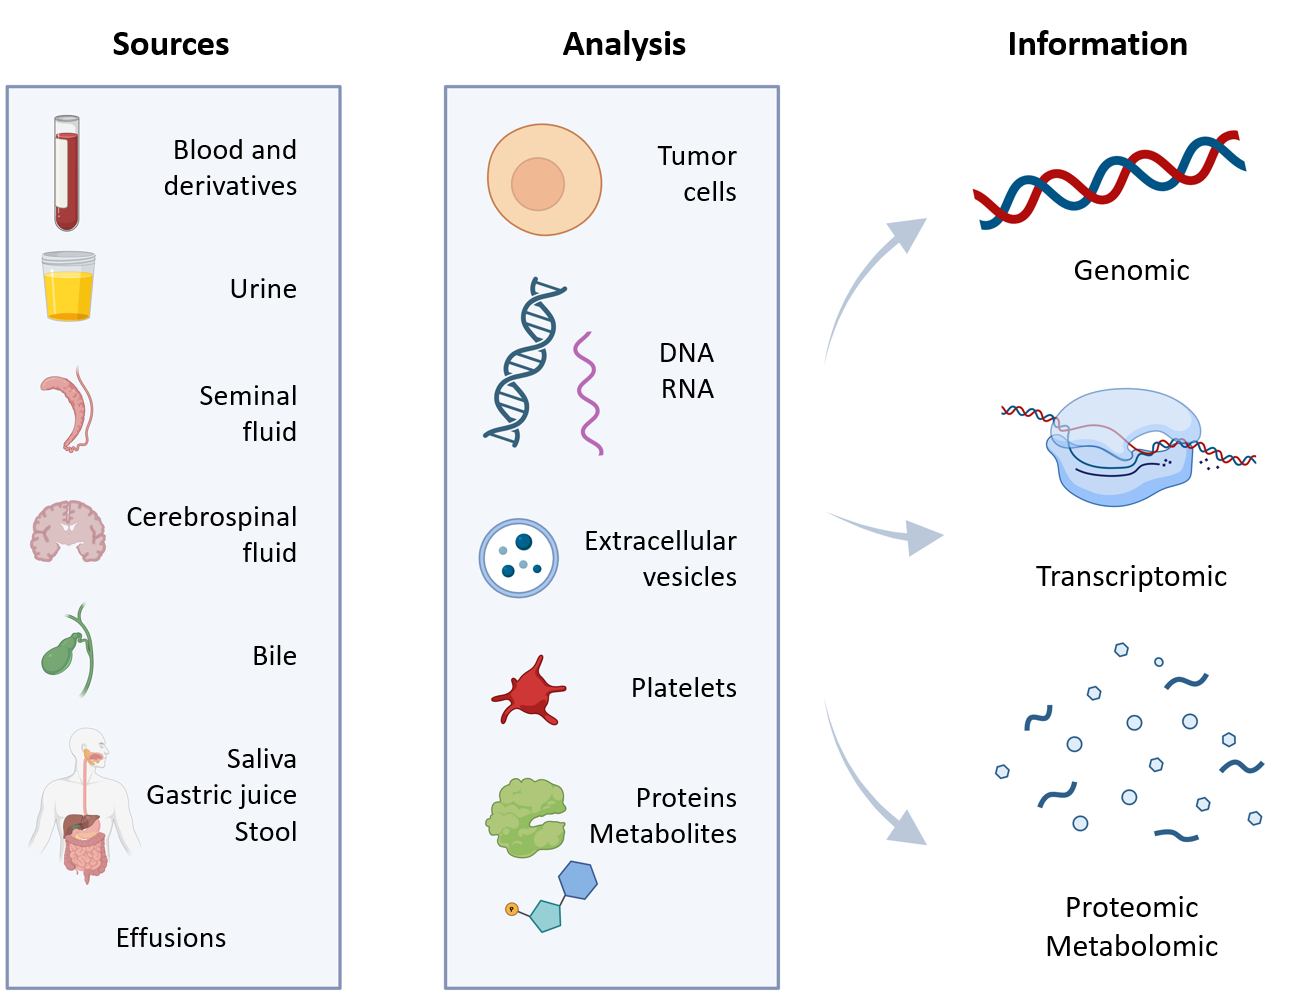 Sources
Blood and
derivatives
Urine
Seminal
fluid
Cerebrospinal
fluid
Bile
Saliva
Gastric juice
Stool
Effusions
Analysis
Tumor
cells
DNA
RNA
Extracellular
vesicles
Platelets
Proteins
Metabolites
P
Information
Genomic
Transcriptomic
Proteomic
Metabolomic